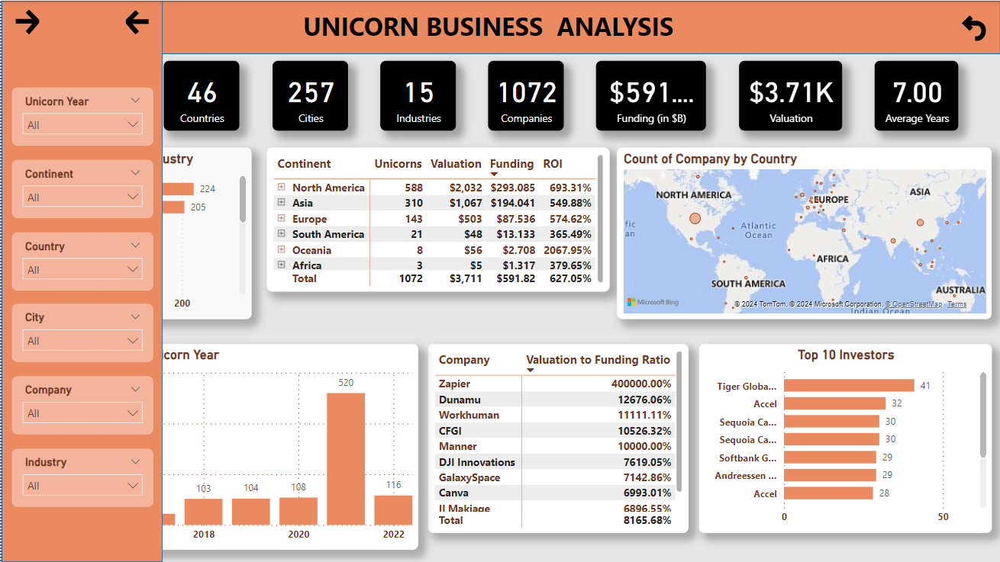 UNICORN BUSINESS ANALYSIS
Unicorn Year
All
Continent
All
Country
All
City
All
Company
All
Industry
All
46
Countries
257
Cities
15
Industries
1072
Companies
$591....
Funding (in $B)
$3.71K
Valuation
7.00
Average Years
ustry
224
205
200
Continent Unicorns Valuation Funding ROI
North America 588 $2,032 $293.085 693.31%
Asia 310 $1,067 $194.041 549.88%
Europe 143 $503 $87.536 574.62%
South America 21 $48 $13.133 365.49%
Oceania 8 $56 $2.708 2067.95%
Africa 3 $5 $1.317 379.65%
Total 1072 $3,711 $591.82 627.05%
Count of Company by Country
NORTH AMERICA
EUROPE
ASIA
fic
an
Atlantic
Ocean
AFRICA
SOUTH AMERICA
AUSTRALIA
Microsoft Bing
© 2024 TomTom, © 2024 Microsoft Corporation, © OpenStreetMap Terms
Indian Ocean
icorn Year
103
104
108
520
116
2018
2020
2022
Company Valuation to Funding Ratio
Zapier 400000.00%
Dunamu 12676.06%
Workhuman 11111.11%
CFGI 10526.32%
Manner 10000.00%
DJI Innovations 7619.05%
GalaxySpace 7142.86%
Canva 6993.01%
Il Makiage 6896.55%
Total 8165.68%
Top 10 Investors
Tiger Globa... 41
Accel 32
Sequoia Ca... 30
Sequoia Ca... 30
Softbank G... 29
Andreessen ... 29
Accel 28
0 50